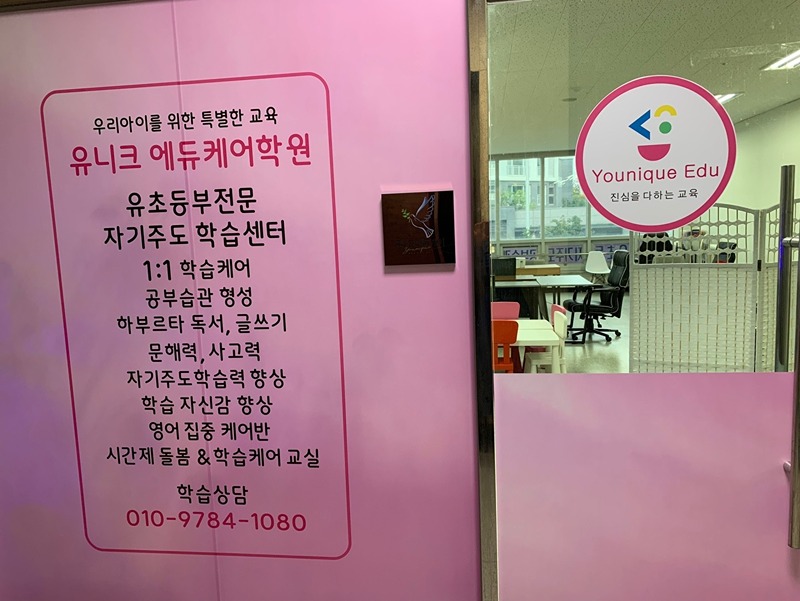 우리아이를 위한 특별한 교육
유니크 에듀케어학원
유초등부전문
자기주도 학습센터
1:1 학습케어
공부습관 형성
하부르타 독서, 글쓰기
문해력, 사고력
자기주도학습력 향상
학습 자신감 향상
영어 집중 케어반
시간제 돌봄 & 학습케어 교실
학습상담
010-9784-1080
Younique Edu
진심을 다하는 교육